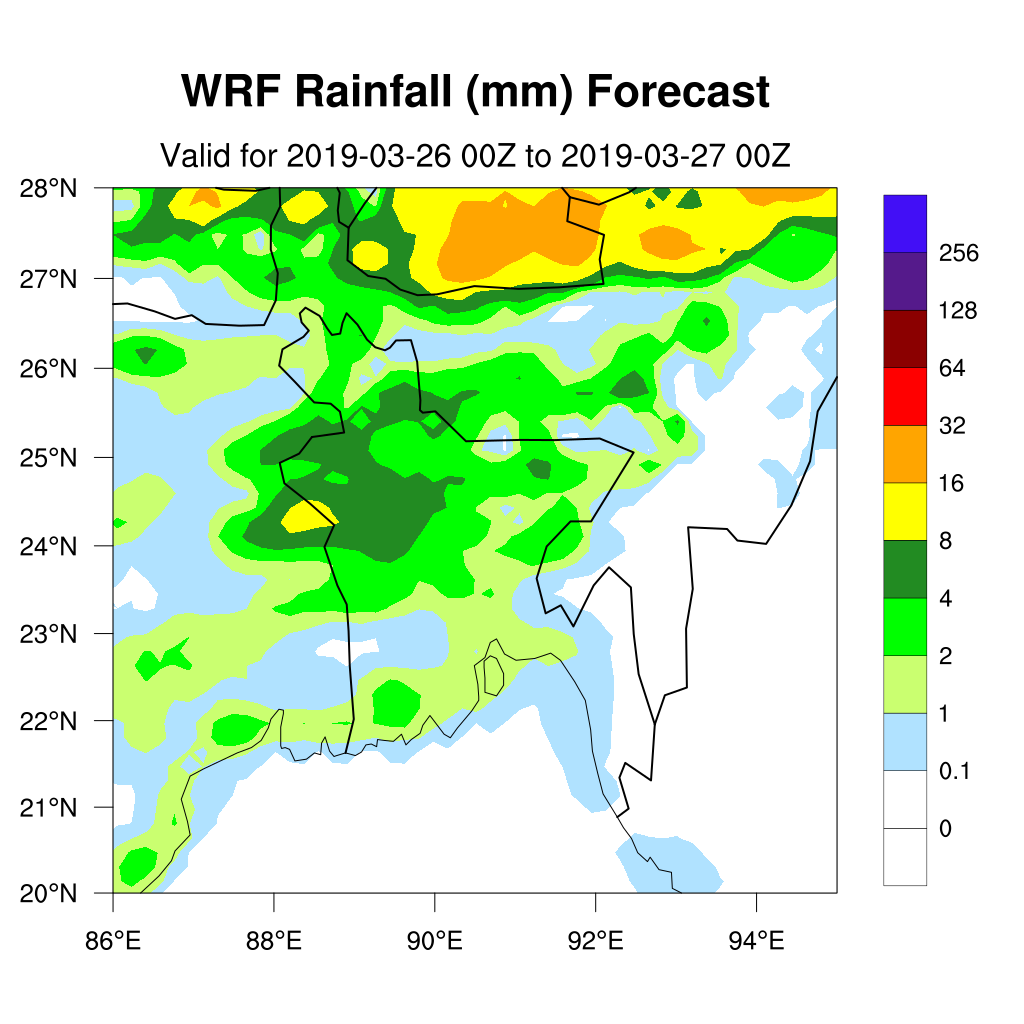 WRF Rainfall (mm) Forecast
Valid for 2019-03-26 00Z to 2019-03-27 00Z
28°N
27°N
26°N
25°N
24°N
23°N
22°N
21°N
20°N
86°E 88°E 90°E 92°E 94°E
256
128
64
32
16
8
4
2
1
0.1
0